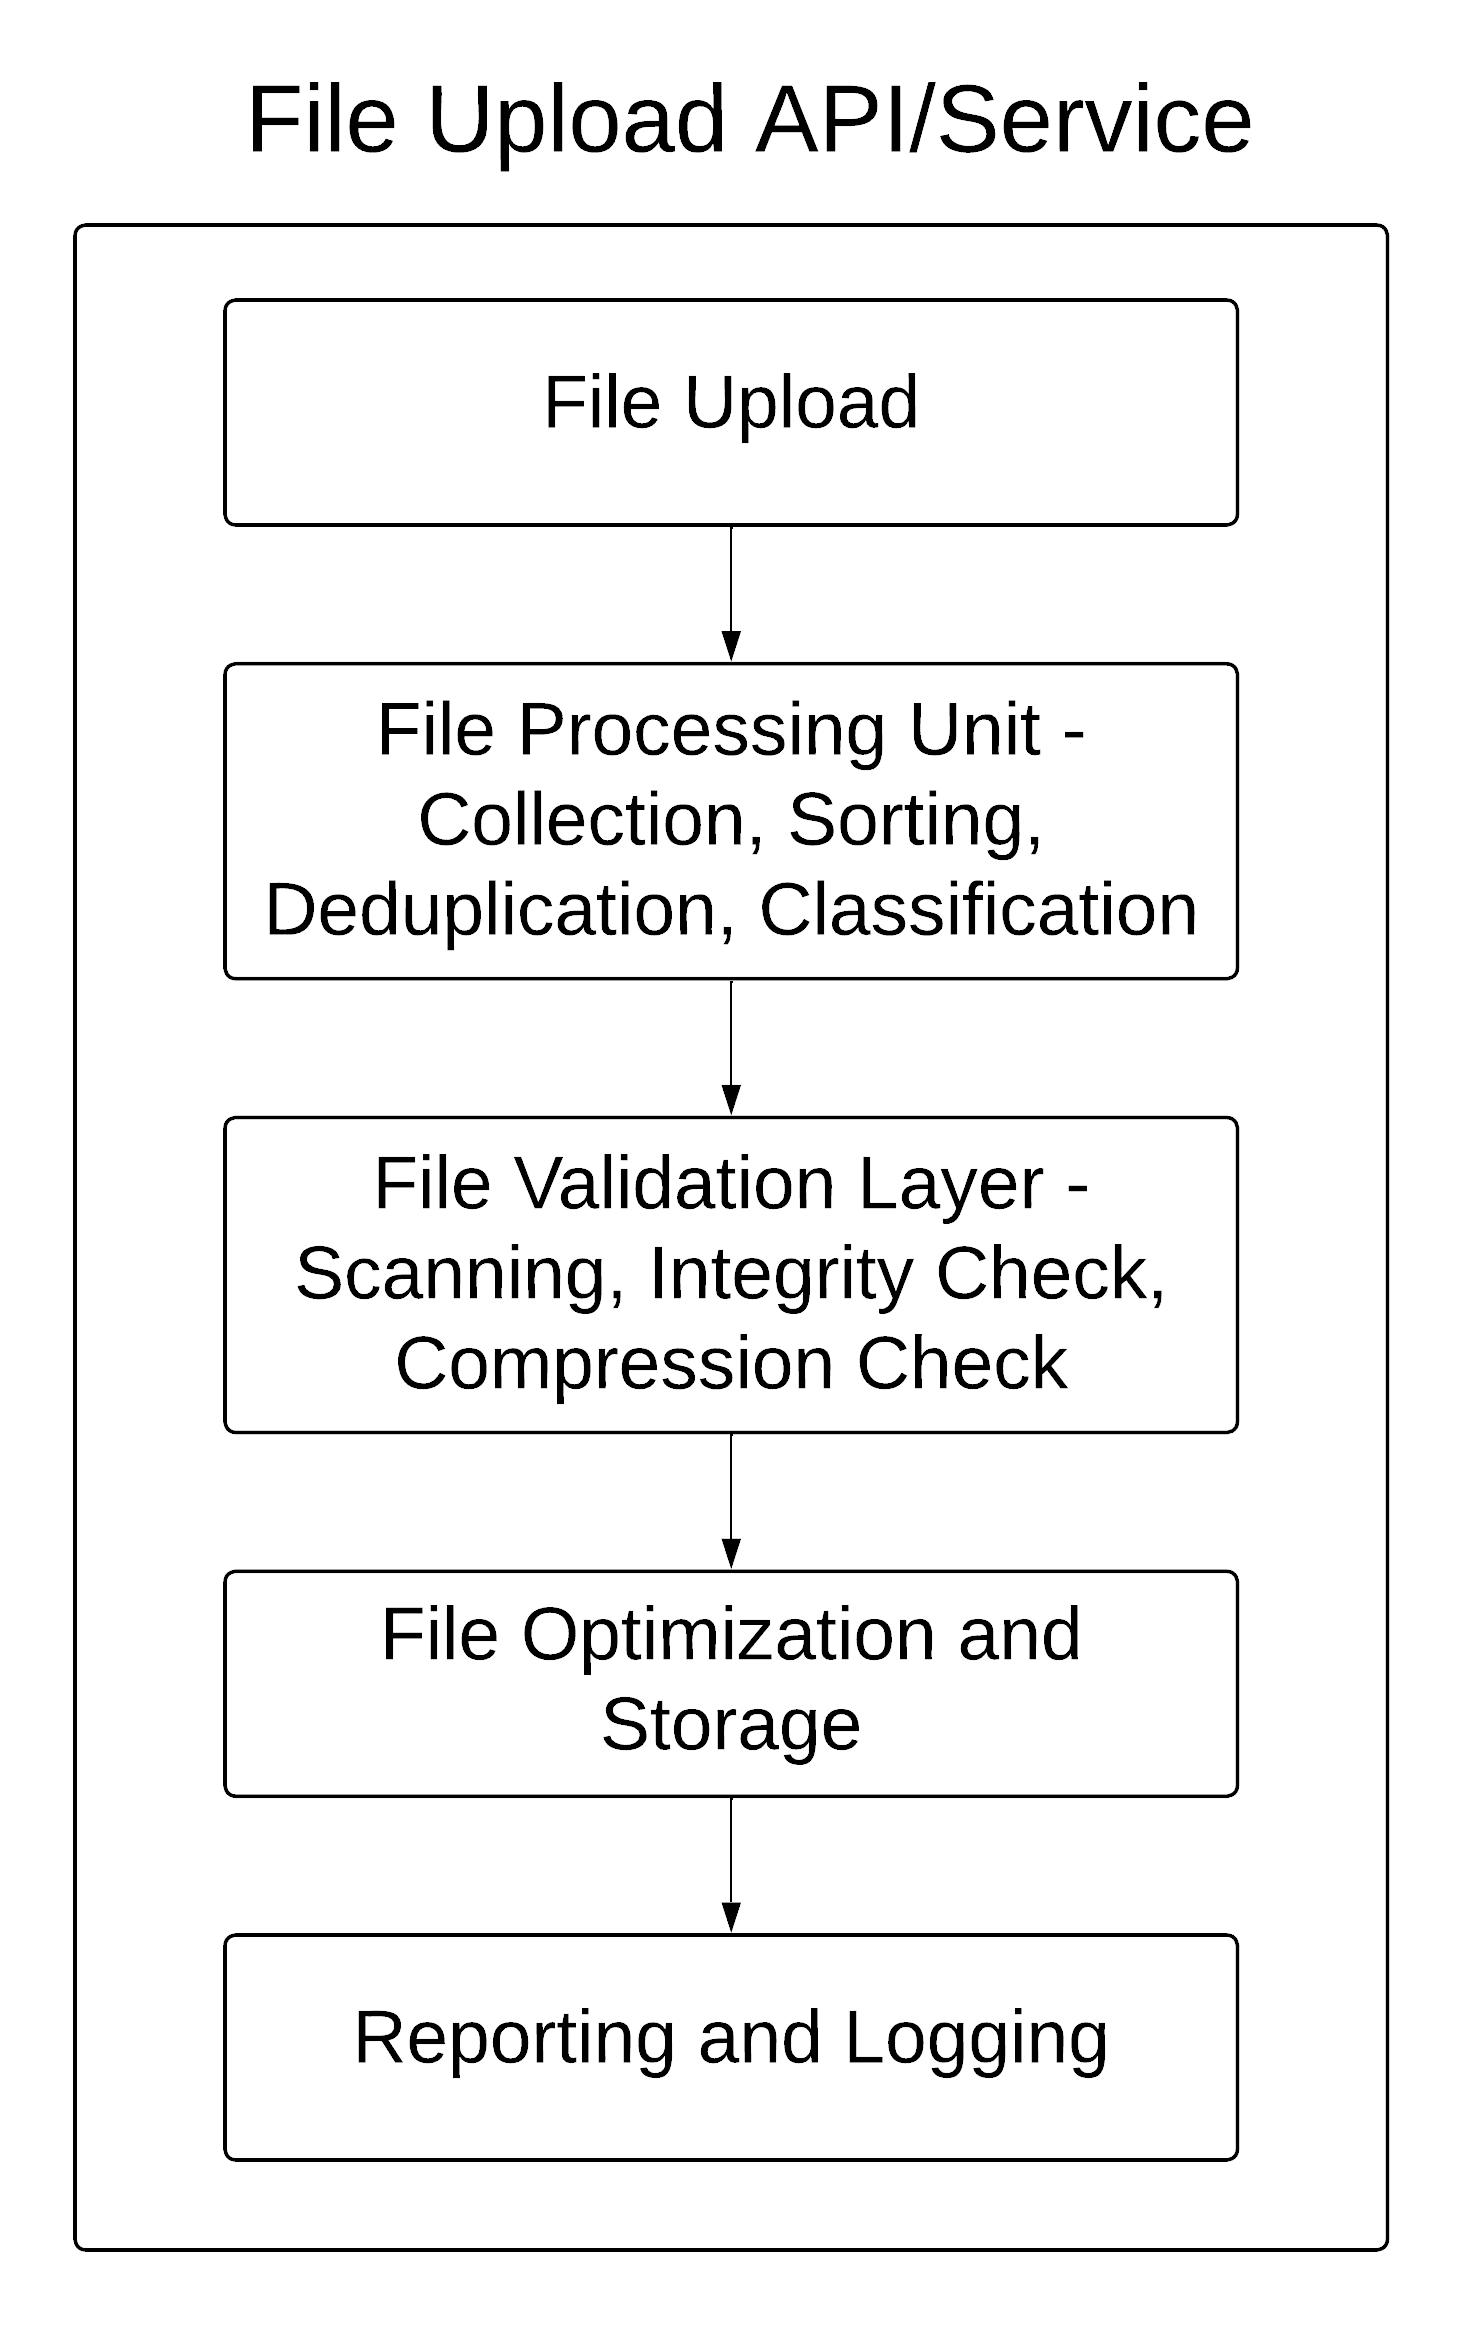 File Upload API/Service
File Upload
File Processing Unit -
Collection, Sorting,
Deduplication, Classification
File Validation Layer -
Scanning, Integrity Check,
Compression Check
File Optimization and
Storage
Reporting and Logging